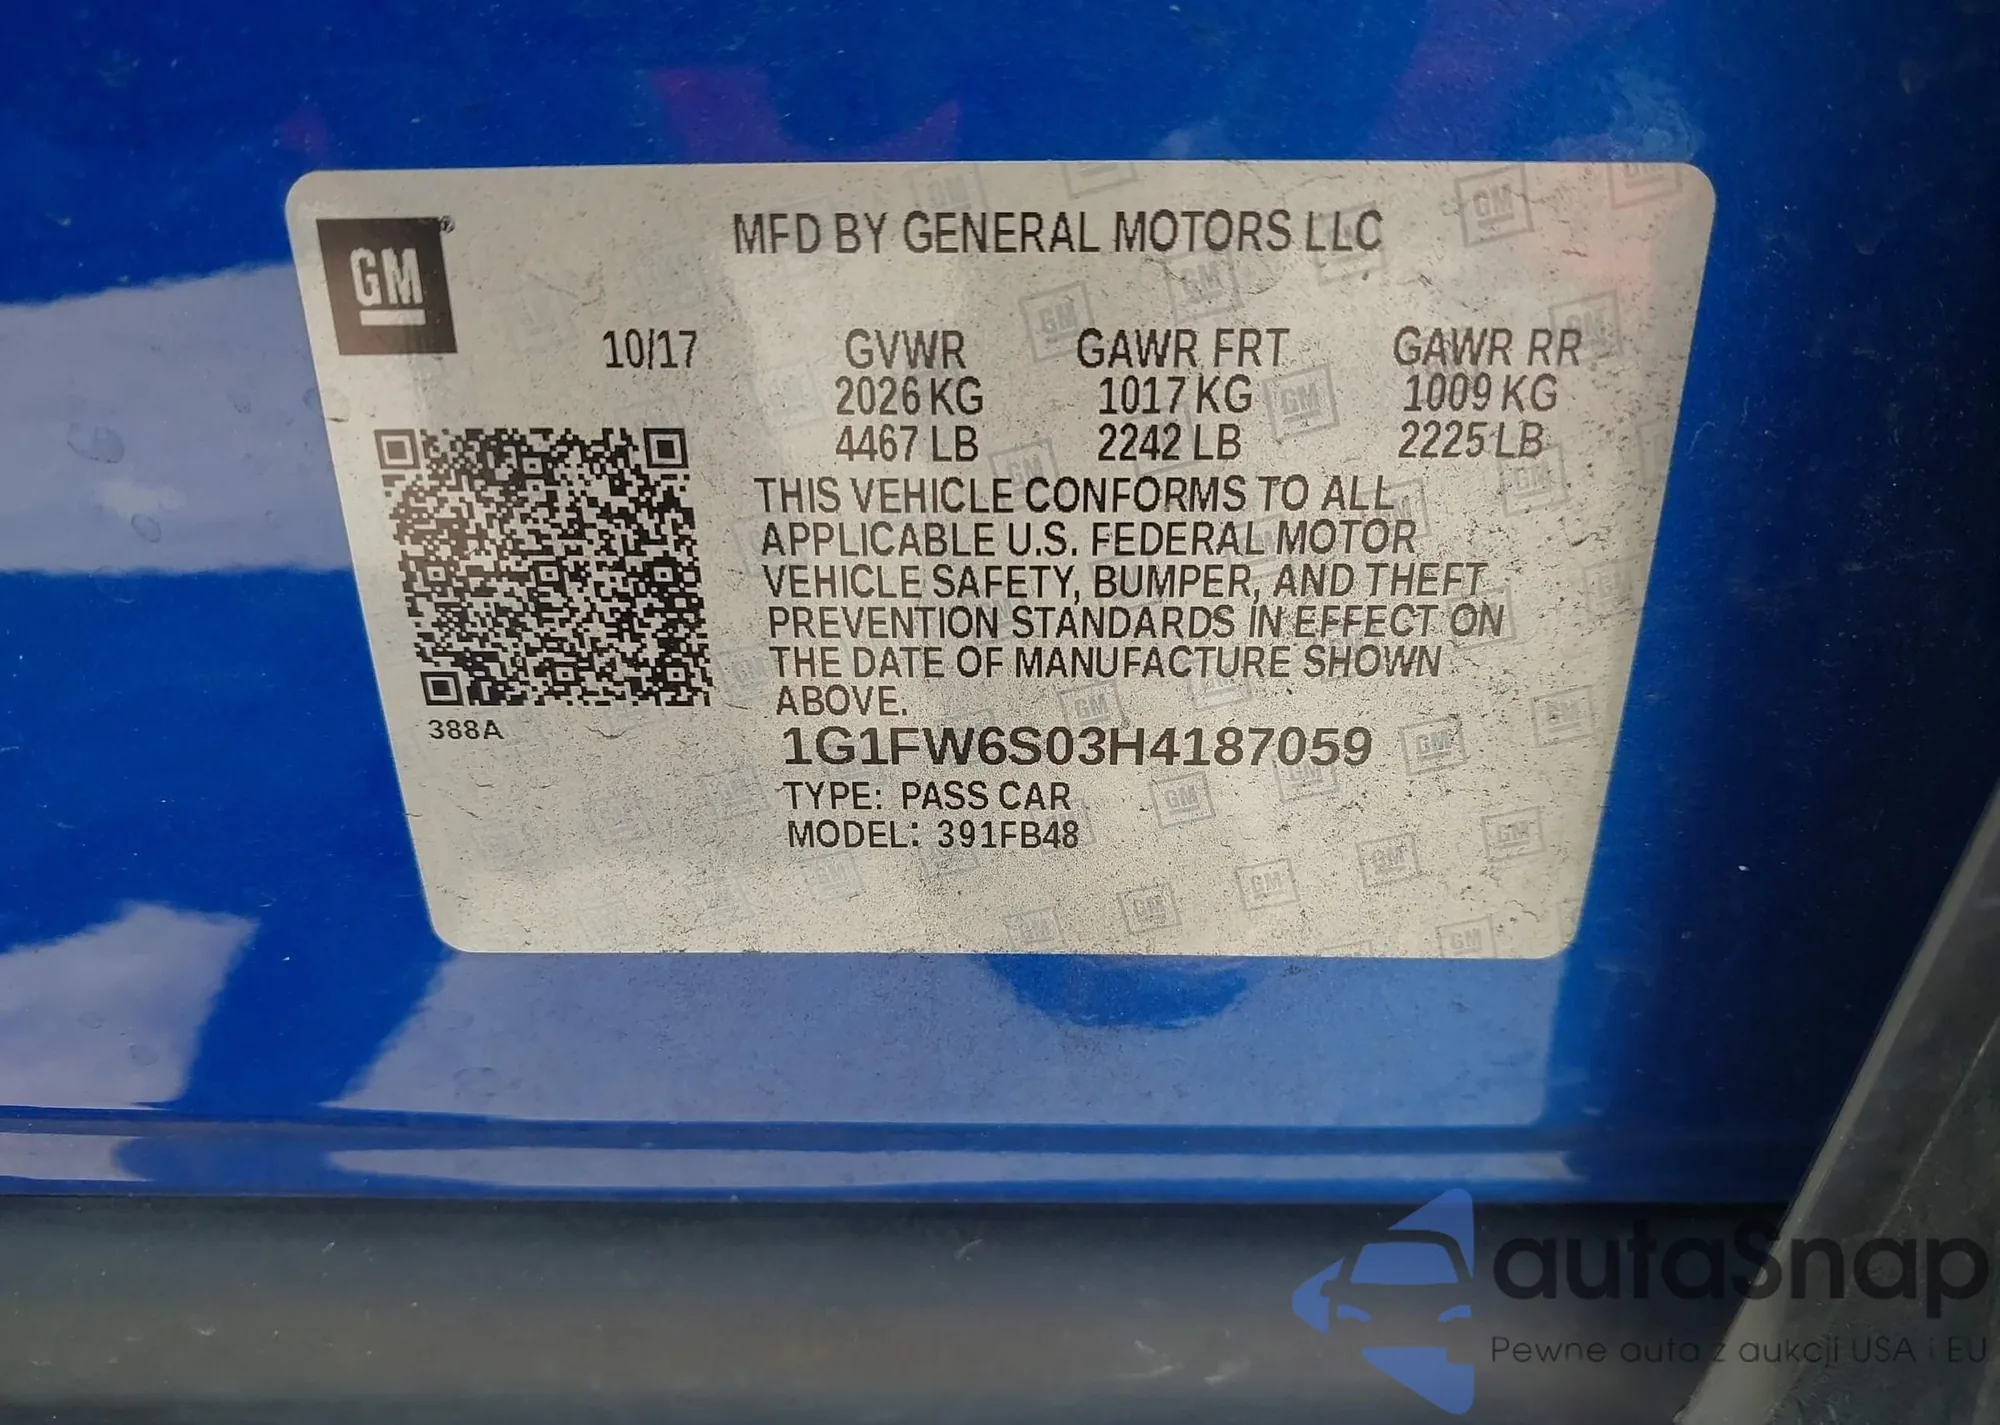 GM®
MFD BY GENERAL MOTORS LLC
10/17 GVWR GAWR FRT GAWR RR
2026 KG 1017 KG 1009 KG
4467 LB 2242 LB 2225 LB
THIS VEHICLE CONFORMS TO ALL
APPLICABLE U.S. FEDERAL MOTOR
VEHICLE SAFETY, BUMPER, AND THEFT
PREVENTION STANDARDS IN EFFECT ON
THE DATE OF MANUFACTURE SHOWN
ABOVE.
388A
1G1FW6S03H4187059
TYPE: PASS CAR
MODEL: 391FB48
autaSnap
Pewne auta z aukcji USA i EU